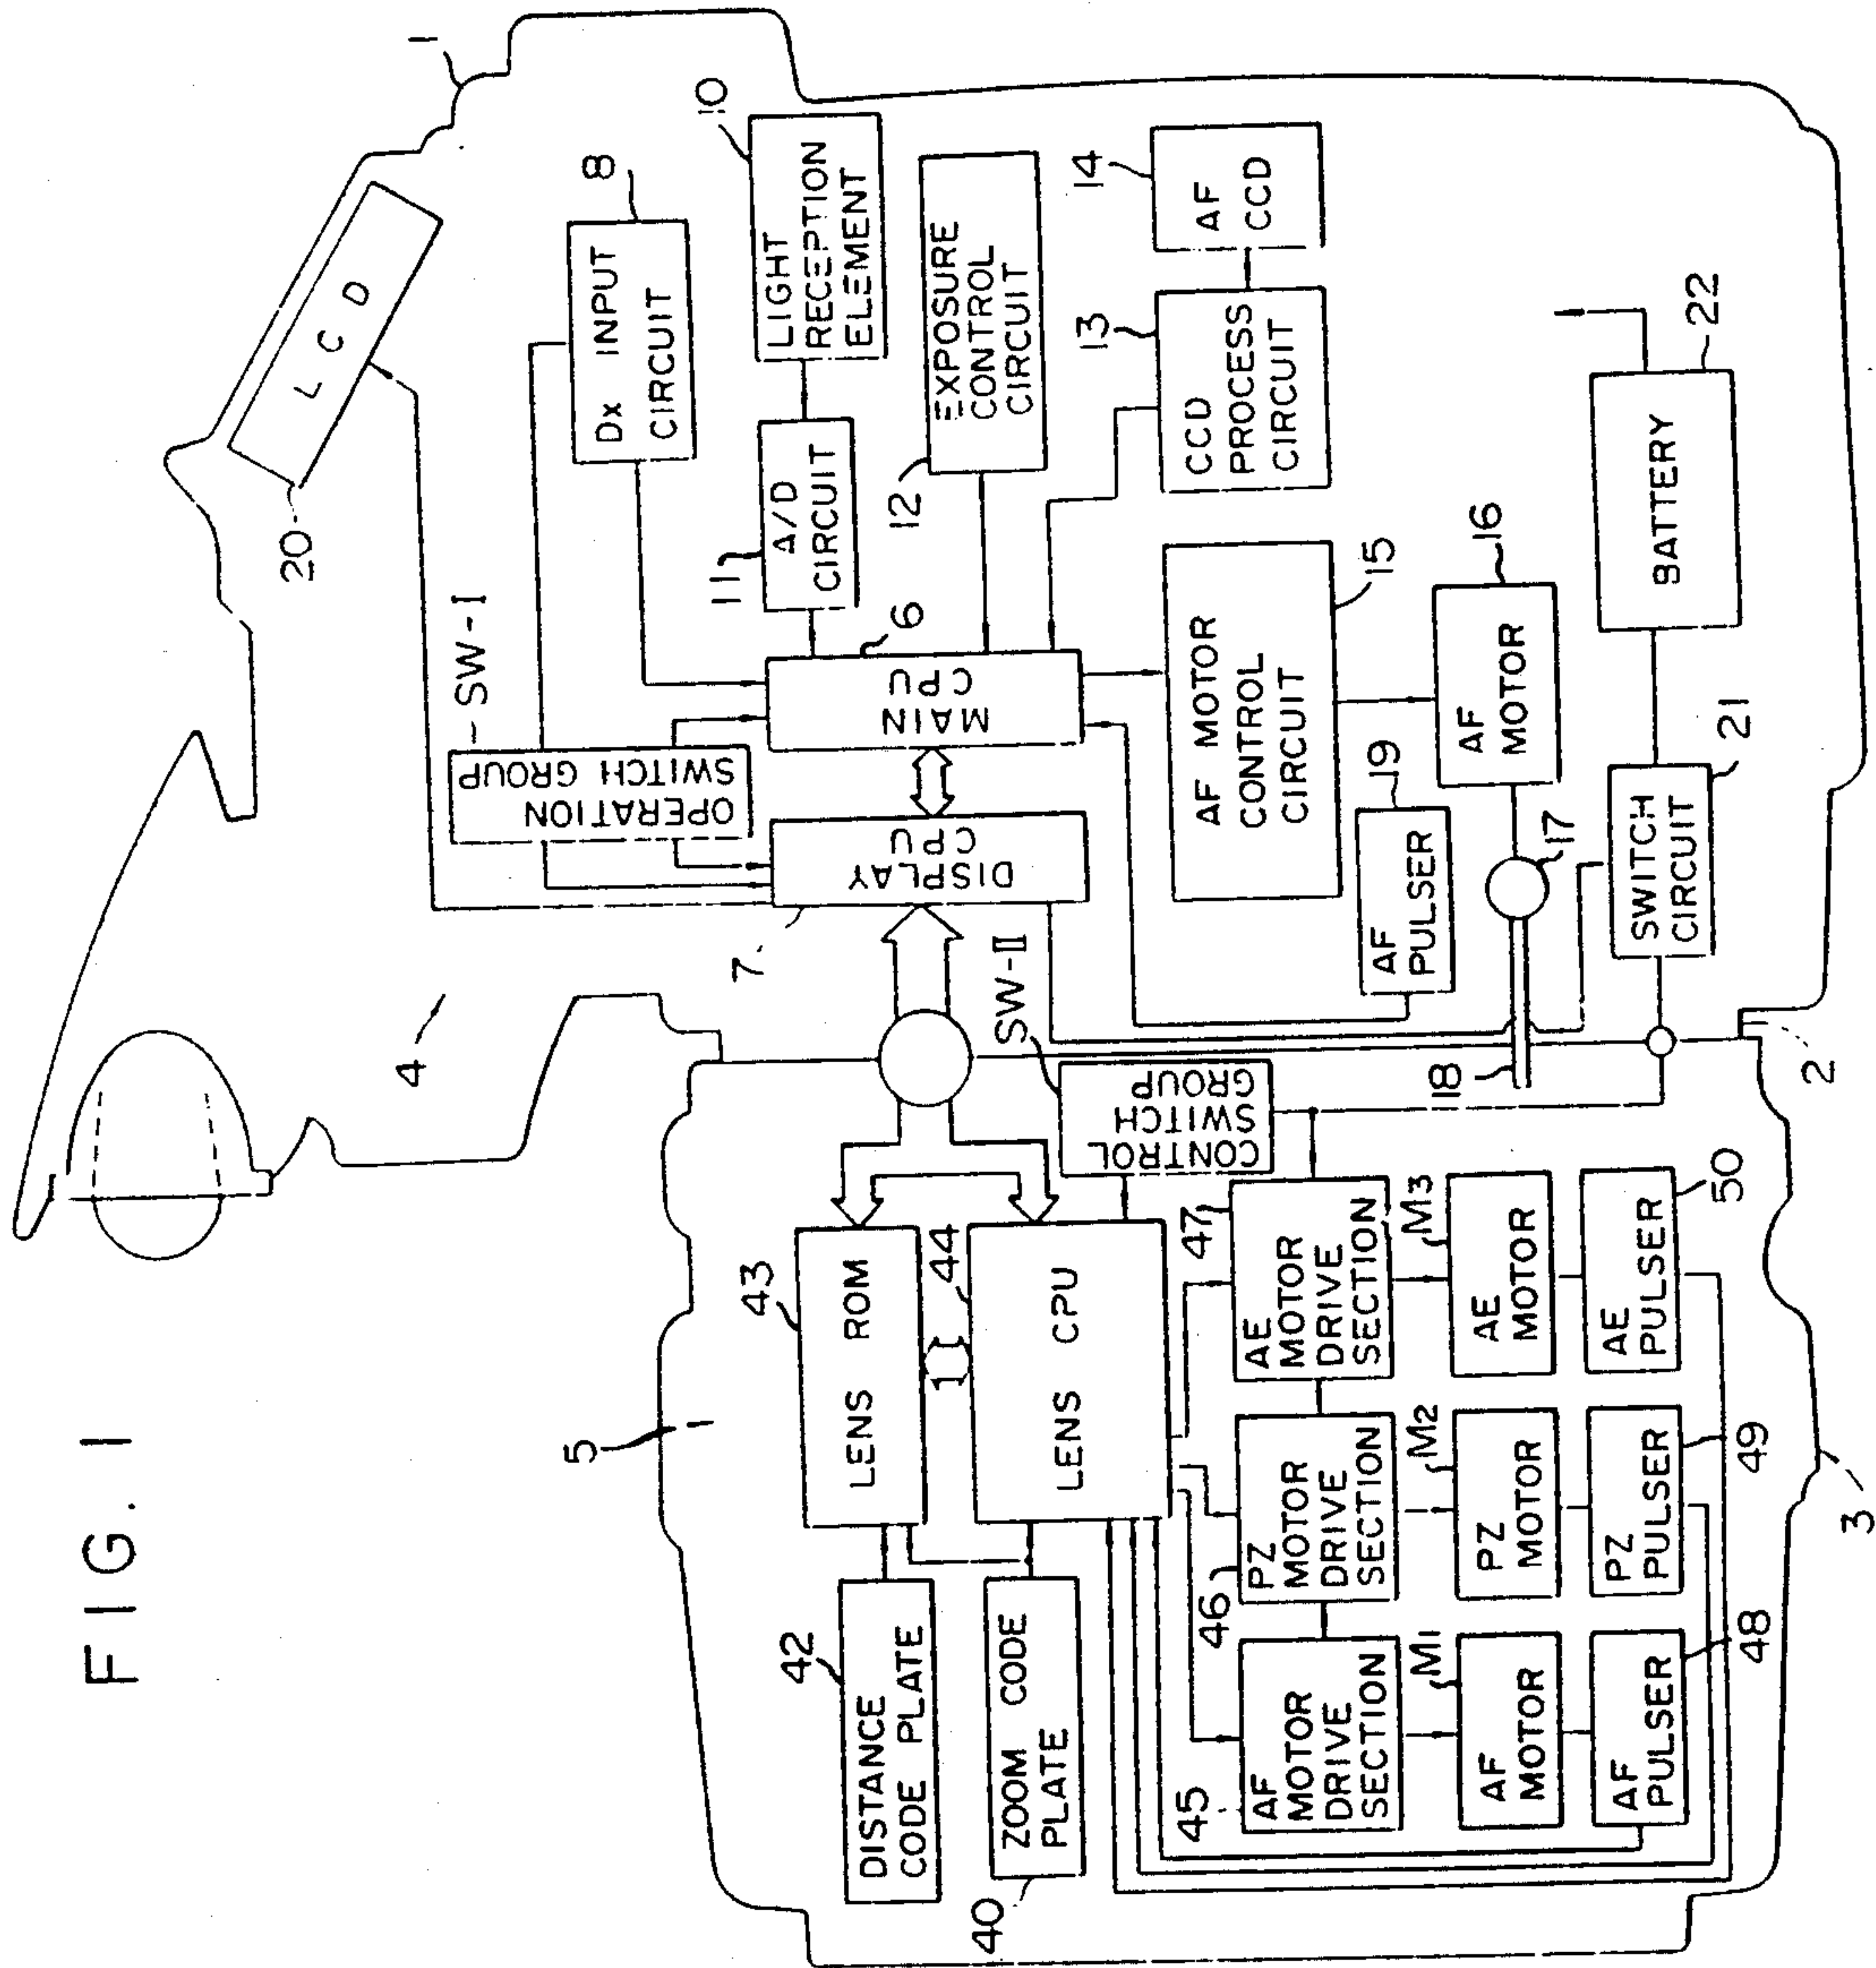 FIG. 1
1
LCD
20
SW-I
8
Dx INPUT
CIRCUIT
10
LIGHT
RECEPTION
ELEMENT
11
A/D
CIRCUIT
12
EXPOSURE
CONTROL
CIRCUIT
14
AF
CCD
13
CCD
PROCESS
CIRCUIT
6
MAIN
CPU
OPERATION
SWITCH GROUP
DISPLAY
CPU
7
4
AF MOTOR
CONTROL
CIRCUIT
15
AF
MOTOR
16
17
18
AF
PULSER
19
BATTERY
22
SWITCH
CIRCUIT
21
2
SW-II
CONTROL
SWITCH
GROUP
5
43
LENS ROM
44
LENS CPU
42
DISTANCE
CODE PLATE
40
ZOOM CODE
PLATE
45
AF
MOTOR
DRIVE
SECTION
46
PZ
MOTOR
DRIVE
SECTION
47
AE
MOTOR
DRIVE
SECTION
M1
AF
MOTOR
M2
PZ
MOTOR
M3
AE
MOTOR
AF
PULSER
48
PZ
PULSER
49
AE
PULSER
50
3